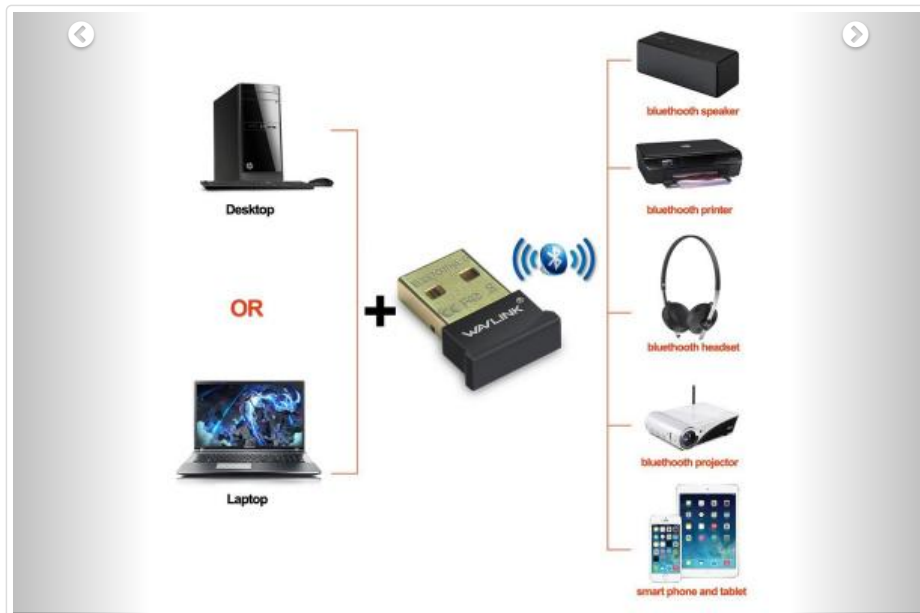 Desktop
OR
Laptop
WAVLINK®
bluethooth speaker
bluethooth printer
bluethooth headset
bluethooth projector
smart phone and tablet